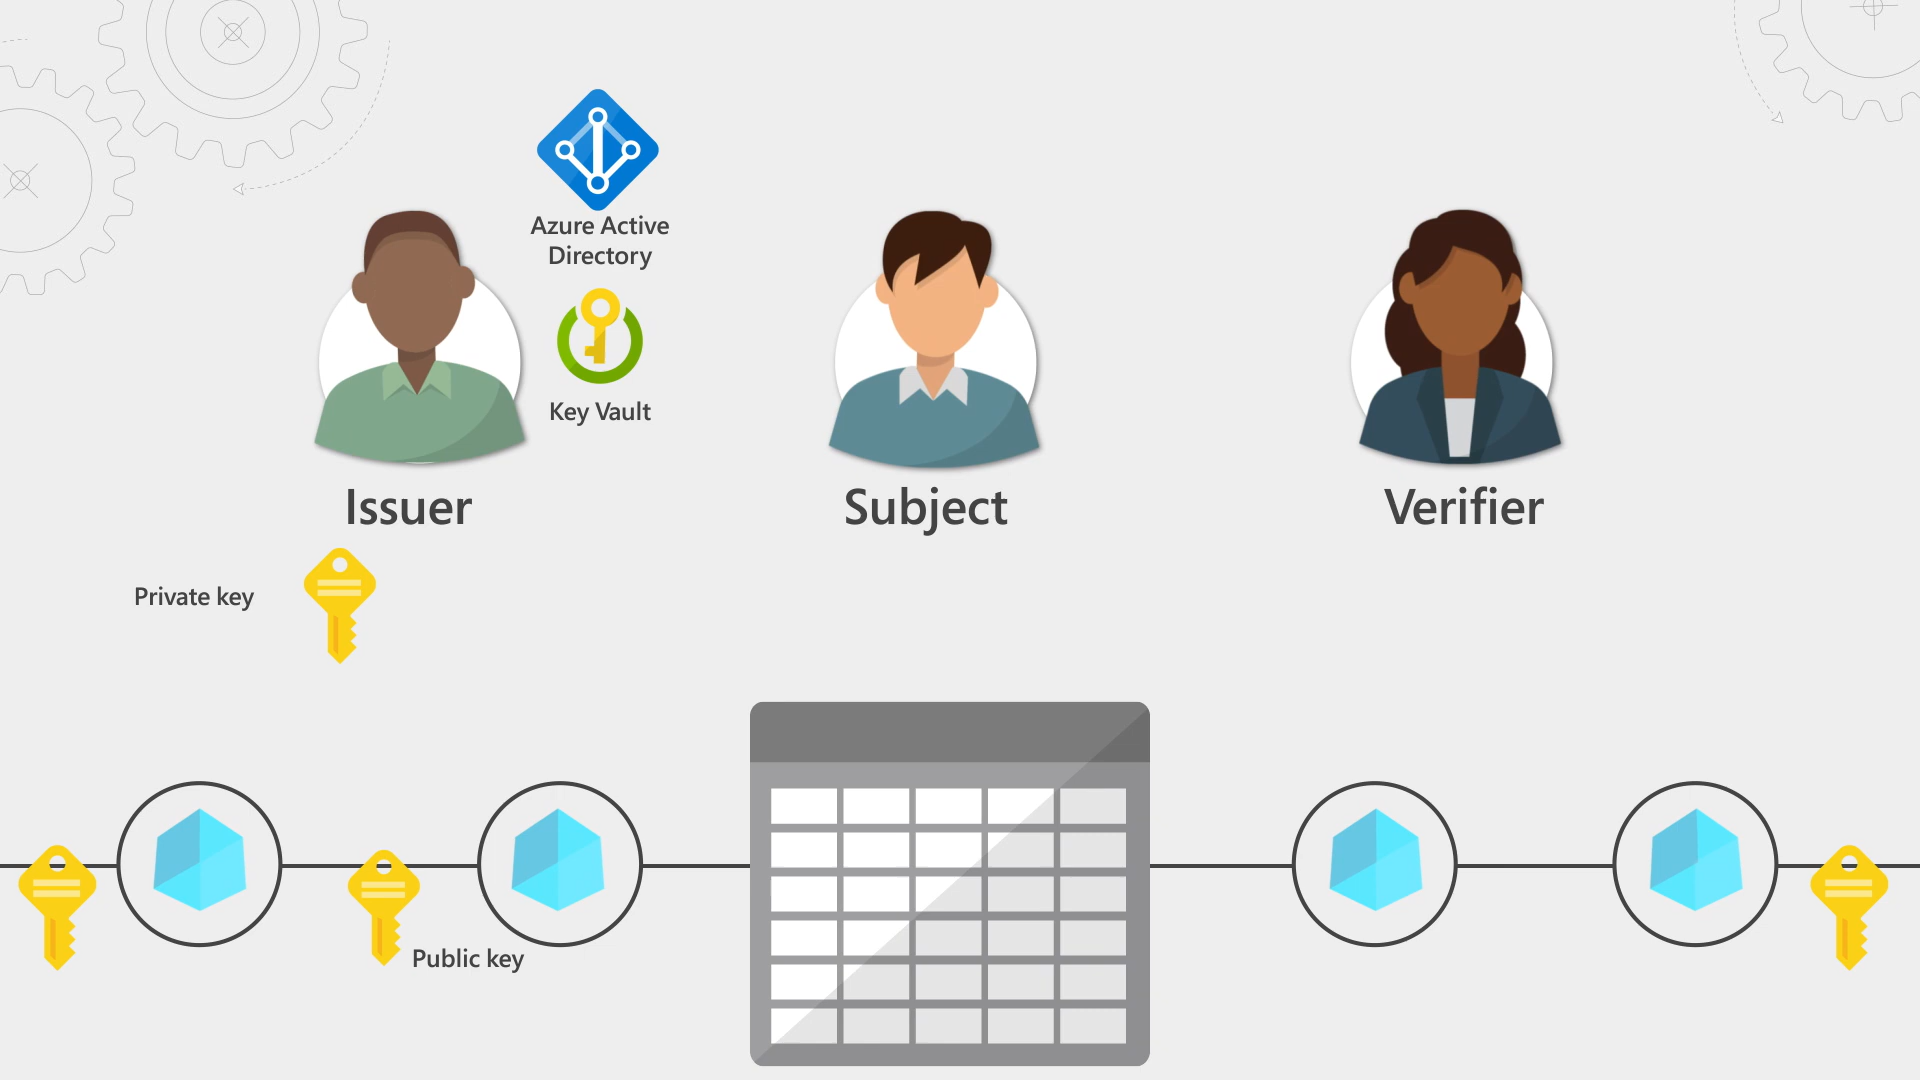 Azure Active
Directory
Key Vault
Issuer
Subject
Verifier
Private key
Public key